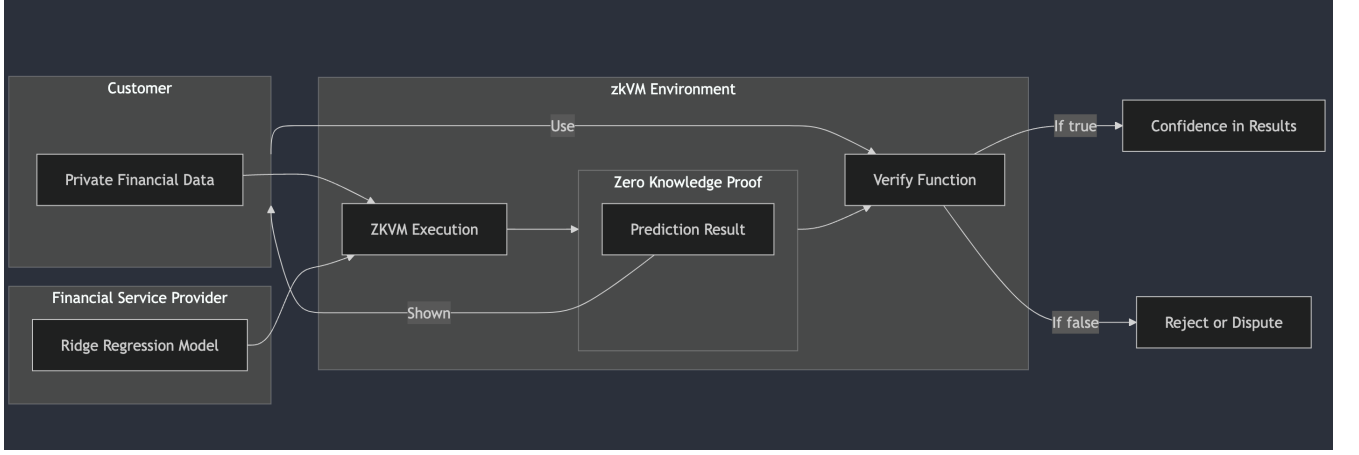 Customer
Private Financial Data
Financial Service Provider
Ridge Regression Model
zkVM Environment
Use
ZKVM Execution
Zero Knowledge Proof
Prediction Result
Shown
Verify Function
If true
Confidence in Results
If false
Reject or Dispute